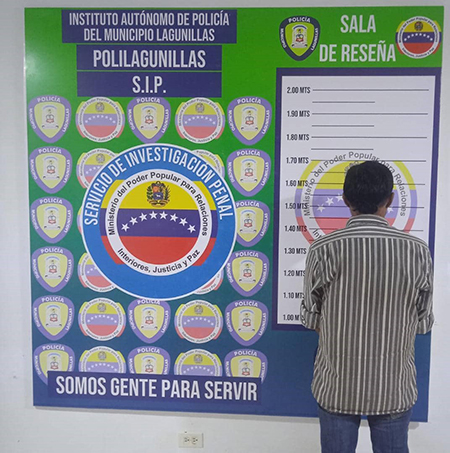 INSTITUTO AUTÓNOMO DE POLICÍA
DEL MUNICIPIO LAGUNILLAS
POLILAGUNILLAS
S.I.P.
SALA
DE RESEÑA
SERVICIO DE INVESTIGACIÓN PENAL
Ministerio del Poder Popular para Relaciones
Interiores, Justicia y Paz
2.00 MTS
1.90 MTS
1.80 MTS
1.70 MTS
1.60 MTS
1.50 MTS
1.40 MTS
1.30 MTS
1.20 MTS
1.10 MTS
1.00 MTS
POLICÍA
LAGUNILLAS
SOMOS GENTE PARA SERVIR